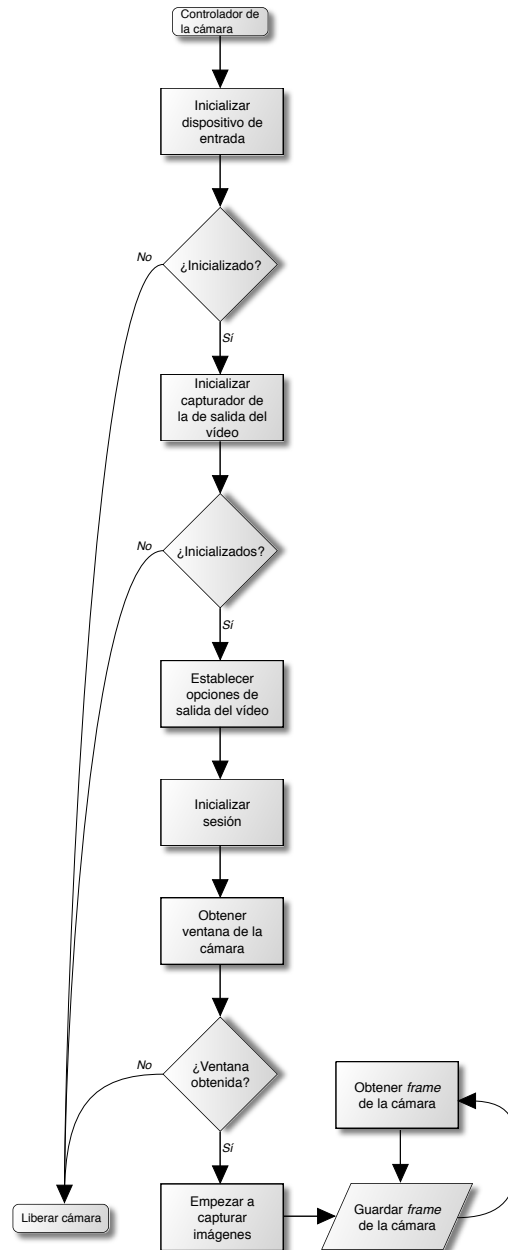 Controlador de
la cámara
Inicializar
dispositivo de
entrada
¿Inicializado?
No
Sí
Inicializar
capturador de
la de salida del
vídeo
¿Inicializados?
No
Sí
Establecer
opciones de
salida del vídeo
Inicializar
sesión
Obtener
ventana de la
cámara
¿Ventana
obtenida?
No
Sí
Obtener frame
de la cámara
Liberar cámara
Empezar a
capturar
imágenes
Guardar frame
de la cámara